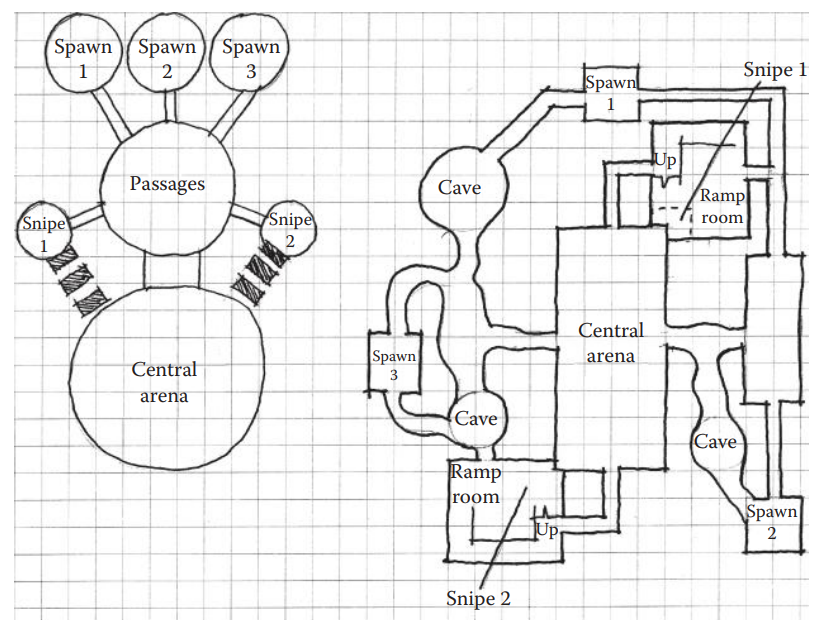 Spawn
1
Spawn
2
Spawn
3
Passages
Snipe
1
Snipe
2
Central
arena
Snipe 1
Spawn
1
Up
Cave
Ramp
room
Central
arena
Spawn
3
Cave
Cave
Ramp
room
Up
Spawn
2
Snipe 2